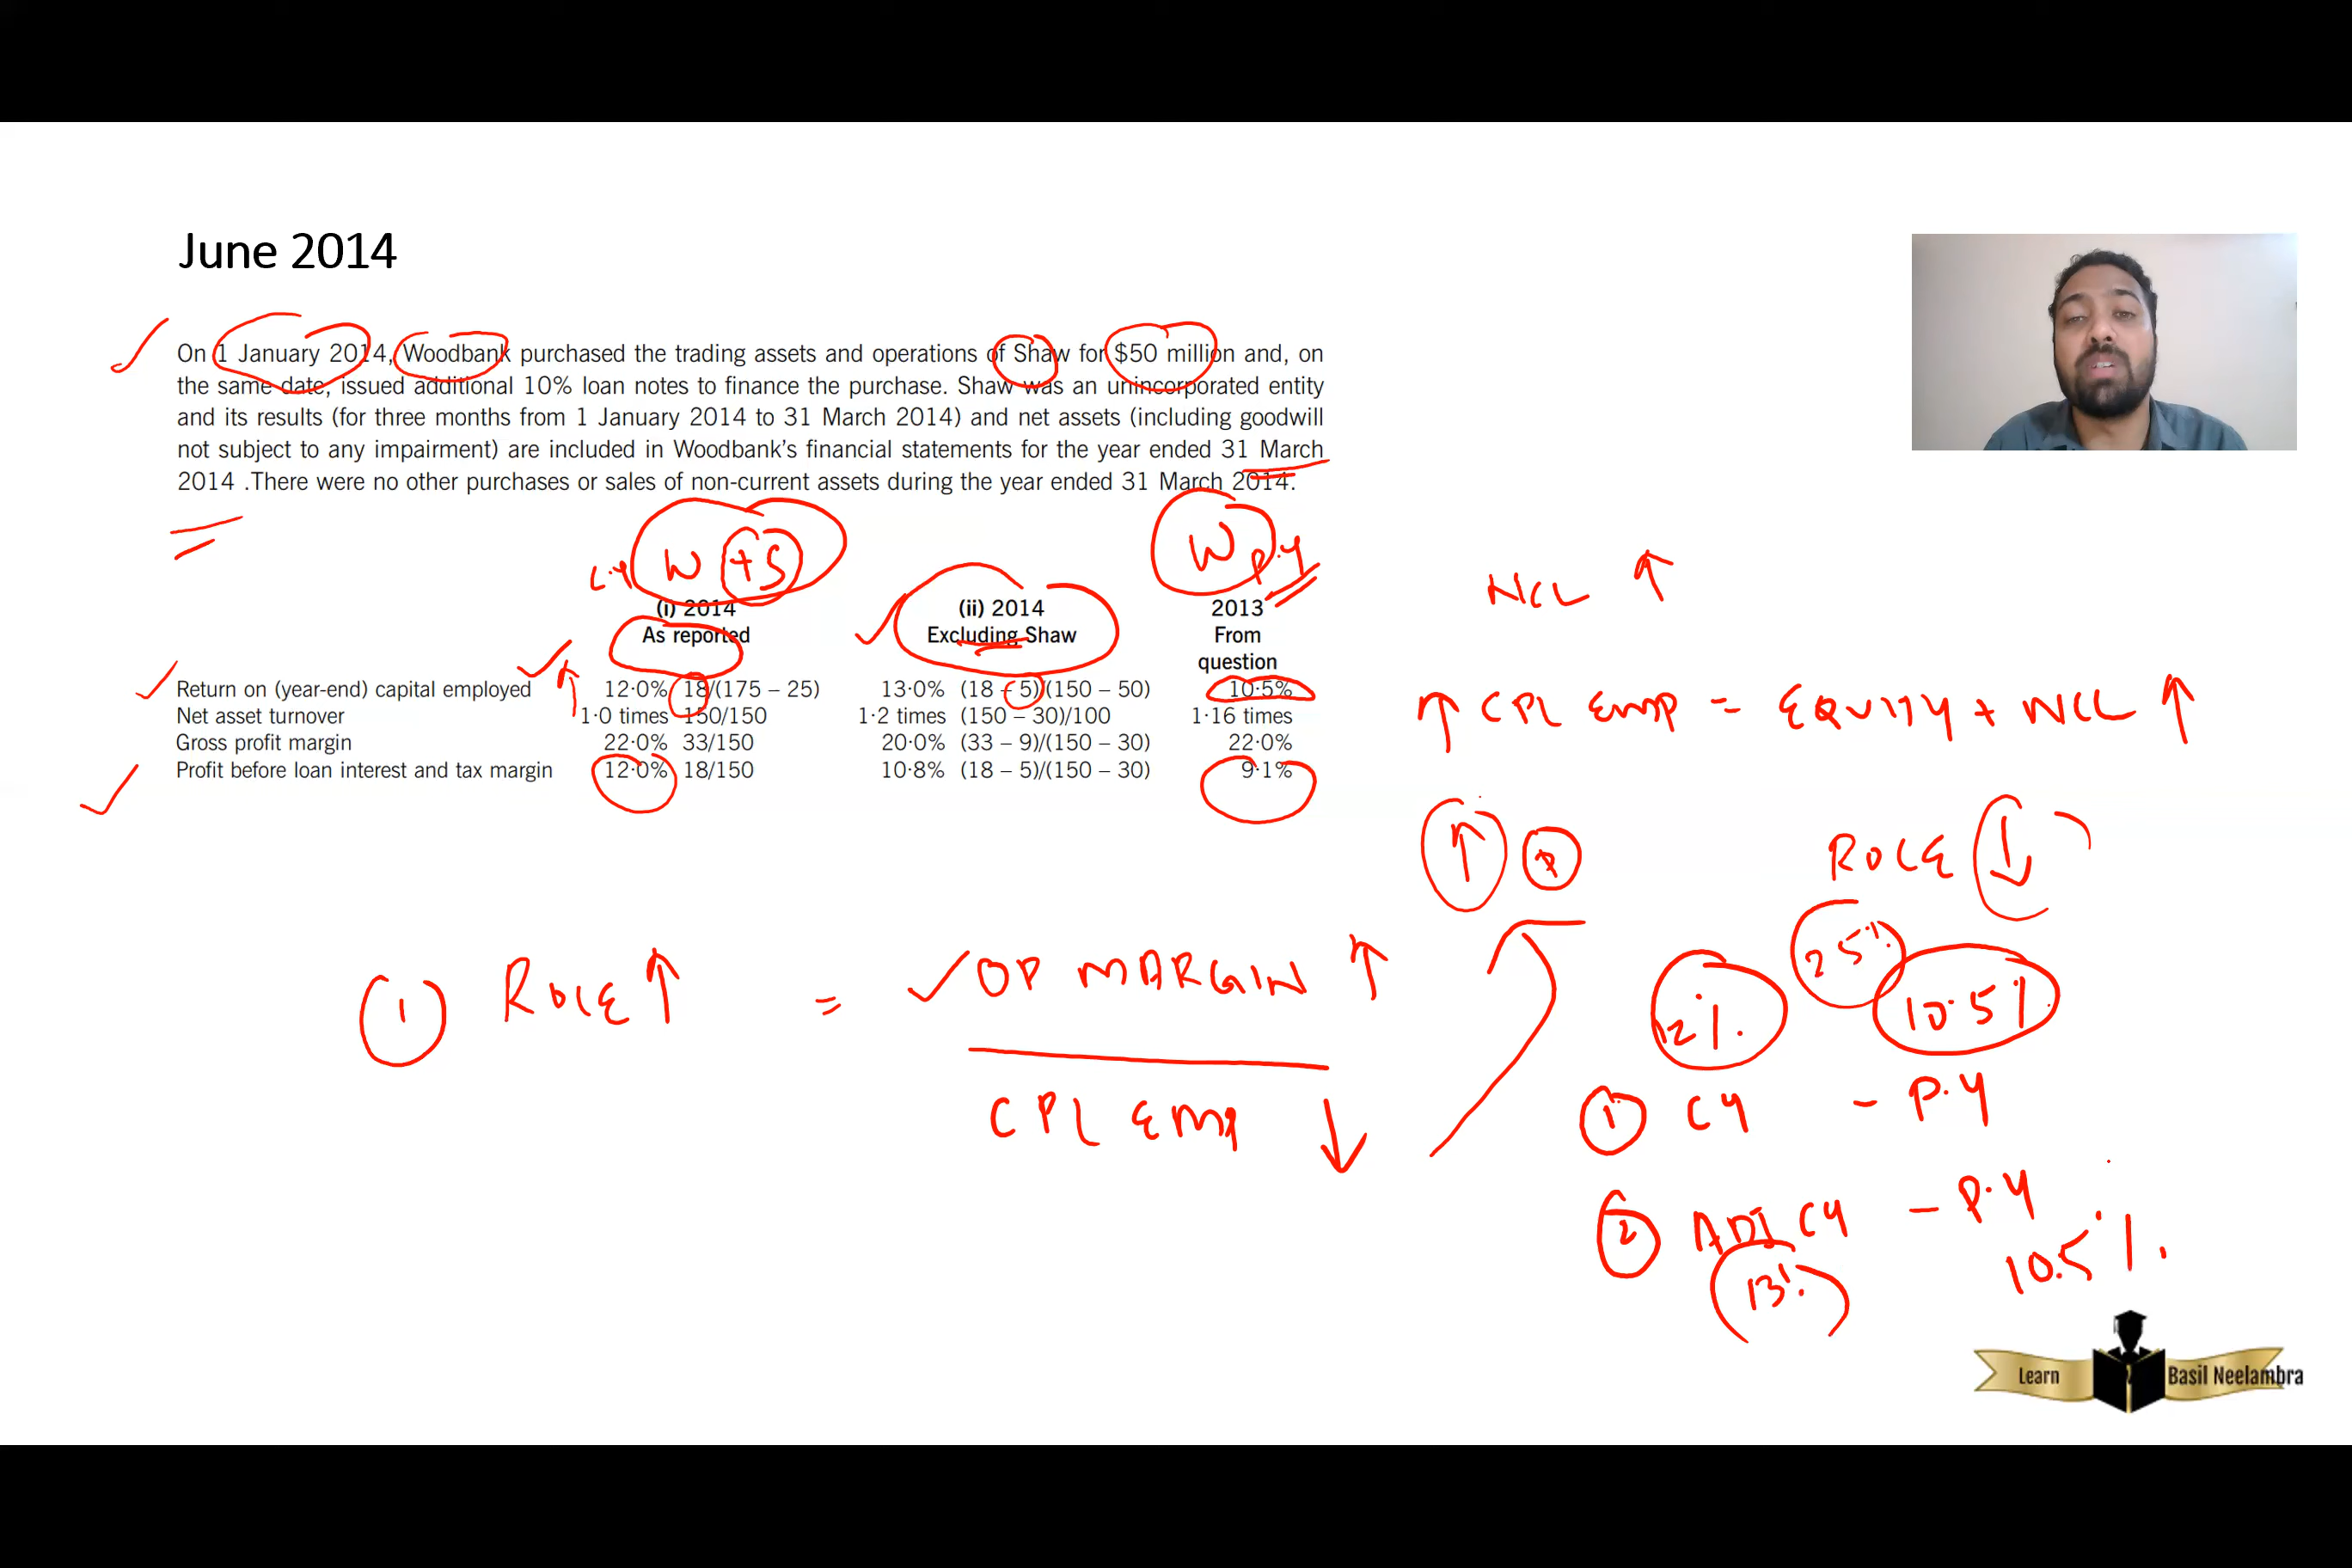 June 2014
On 1 January 2014, Woodbank purchased the trading assets and operations of Shaw for $50 million and, on
the same date, issued additional 10% loan notes to finance the purchase. Shaw was an unincorporated entity
and its results (for three months from 1 January 2014 to 31 March 2014) and net assets (including goodwill
not subject to any impairment) are included in Woodbank's financial statements for the year ended 31 March
2014 .There were no other purchases or sales of non-current assets during the year ended 31 March 2014.
C.Y W +S W P.Y
(i) 2014 (ii) 2014 2013
As reported Excluding Shaw From
question
Return on (year-end) capital employed 12·0% 18/(175 – 25) 13·0% (18 – 5)/(150 – 50) 10·5%
Net asset turnover 1·0 times 150/150 1·2 times (150 – 30)/100 1·16 times
Gross profit margin 22·0% 33/150 20·0% (33 – 9)/(150 – 30) 22·0%
Profit before loan interest and tax margin 12·0% 18/150 10·8% (18 – 5)/(150 – 30) 9·1%
NCL ↑
↑ CPL EMP = EQUITY + NCL ↑
ROCE ↓
25%
12%. 10.5%.
1 CY – P.Y
2 ADJ CY – P.Y
13% 10.5%.
1 ROCE ↑ = OP MARGIN ↑
CPL EMP ↓
Learn Basil Neelambra